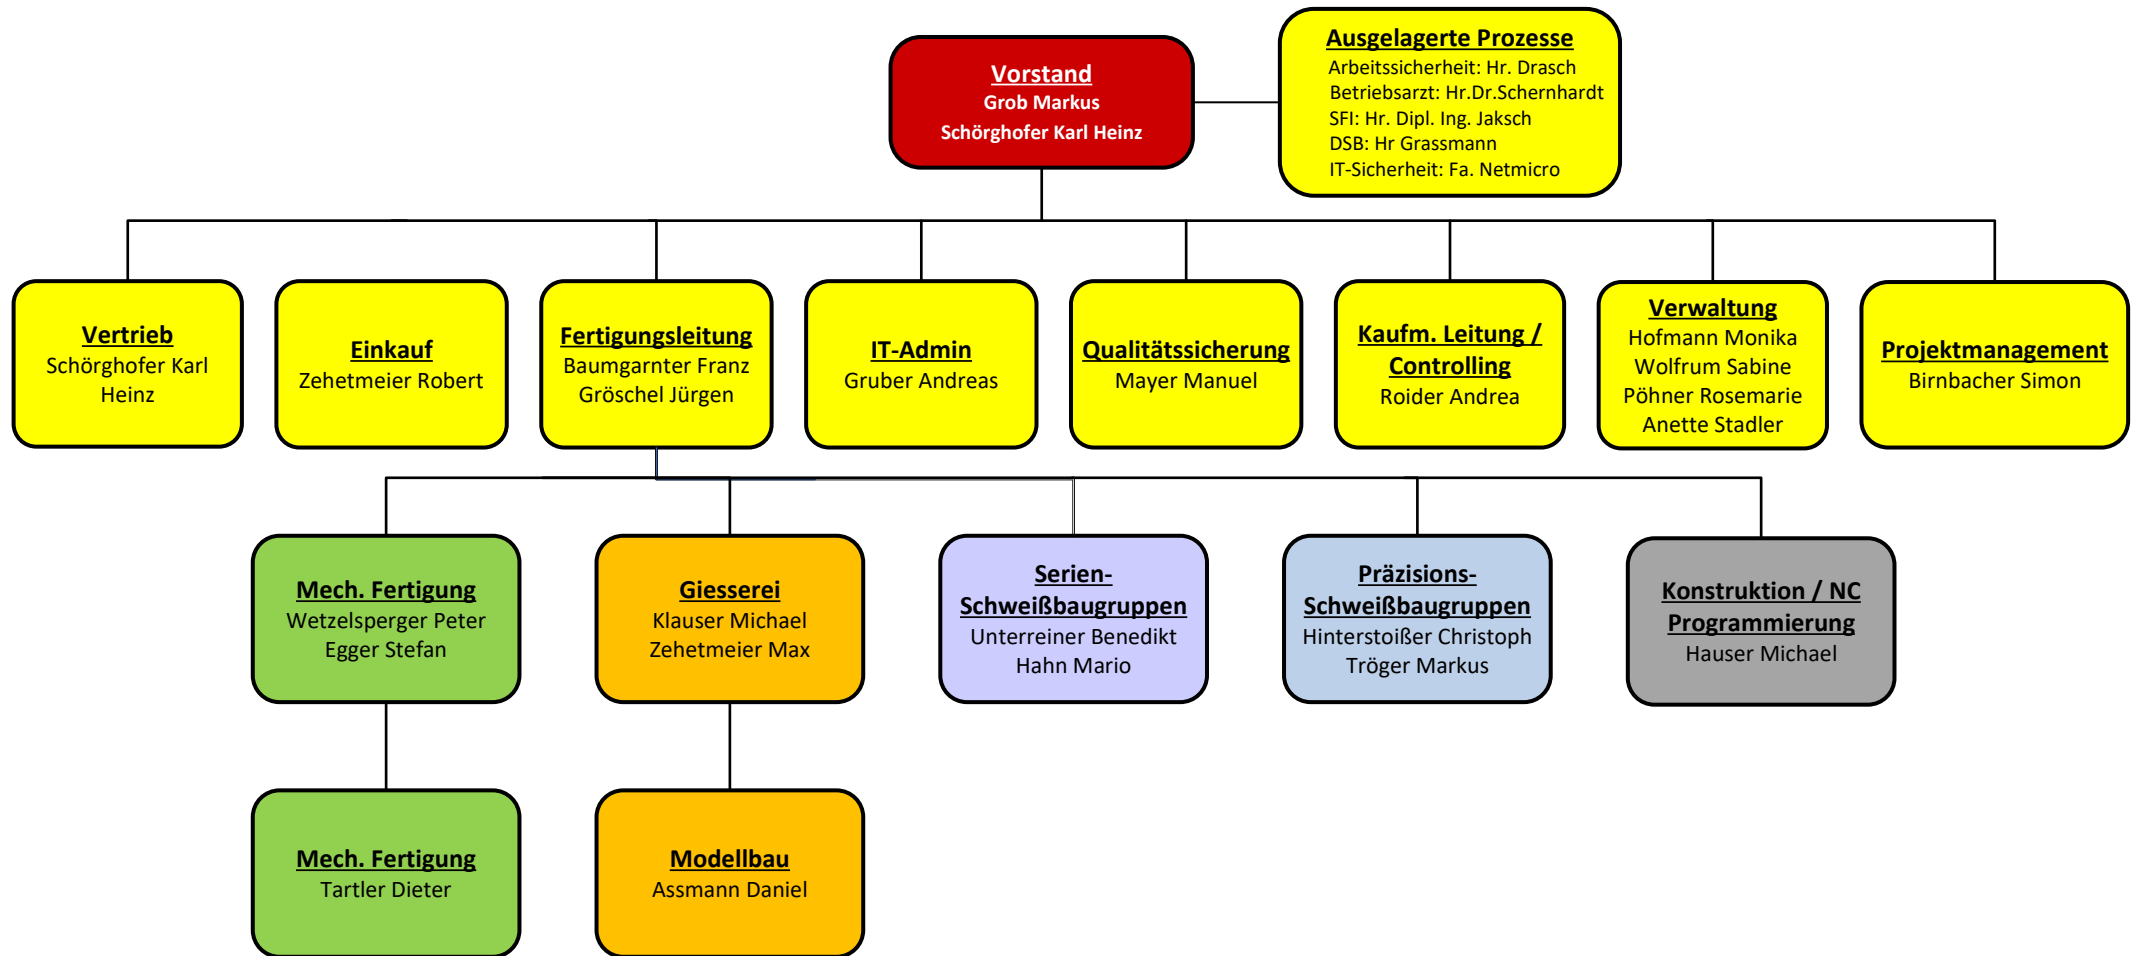 Vorstand
Grob Markus
Schörghofer Karl Heinz
Ausgelagerte Prozesse
Arbeitssicherheit: Hr. Drasch
Betriebsarzt: Hr.Dr.Schernhardt
SFI: Hr. Dipl. Ing. Jaksch
DSB: Hr Grassmann
IT-Sicherheit: Fa. Netmicro
Vertrieb
Schörghofer Karl
Heinz
Einkauf
Zehetmeier Robert
Fertigungsleitung
Baumgarnter Franz
Gröschel Jürgen
IT-Admin
Gruber Andreas
Qualitätssicherung
Mayer Manuel
Kaufm. Leitung /
Controlling
Roider Andrea
Verwaltung
Hofmann Monika
Wolfrum Sabine
Pöhner Rosemarie
Anette Stadler
Projektmanagement
Birnbacher Simon
Mech. Fertigung
Wetzelsperger Peter
Egger Stefan
Giesserei
Klauser Michael
Zehetmeier Max
Serien-
Schweißbaugruppen
Unterreiner Benedikt
Hahn Mario
Präzisions-
Schweißbaugruppen
Hinterstoißer Christoph
Tröger Markus
Konstruktion / NC
Programmierung
Hauser Michael
Mech. Fertigung
Tartler Dieter
Modellbau
Assmann Daniel